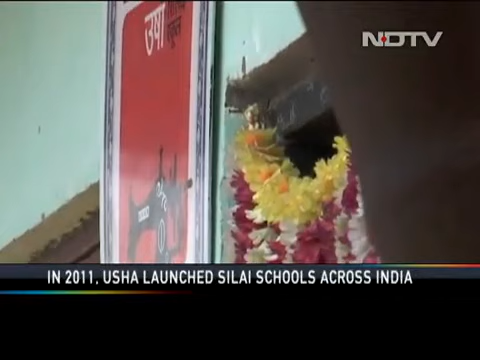 NDTV
उषा
IN 2011, USHA LAUNCHED SILAI SCHOOLS ACROSS INDIA